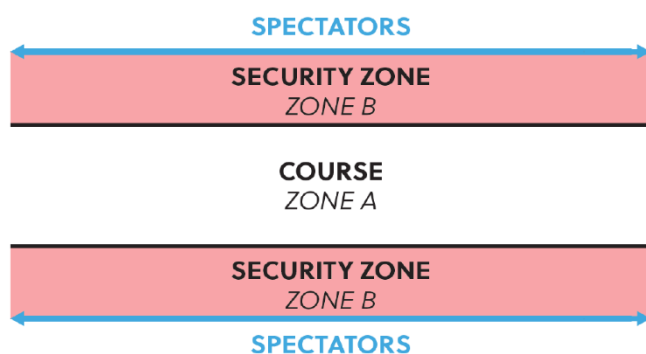 SPECTATORS
SECURITY ZONE
ZONE B
COURSE
ZONE A
SECURITY ZONE
ZONE B
SPECTATORS